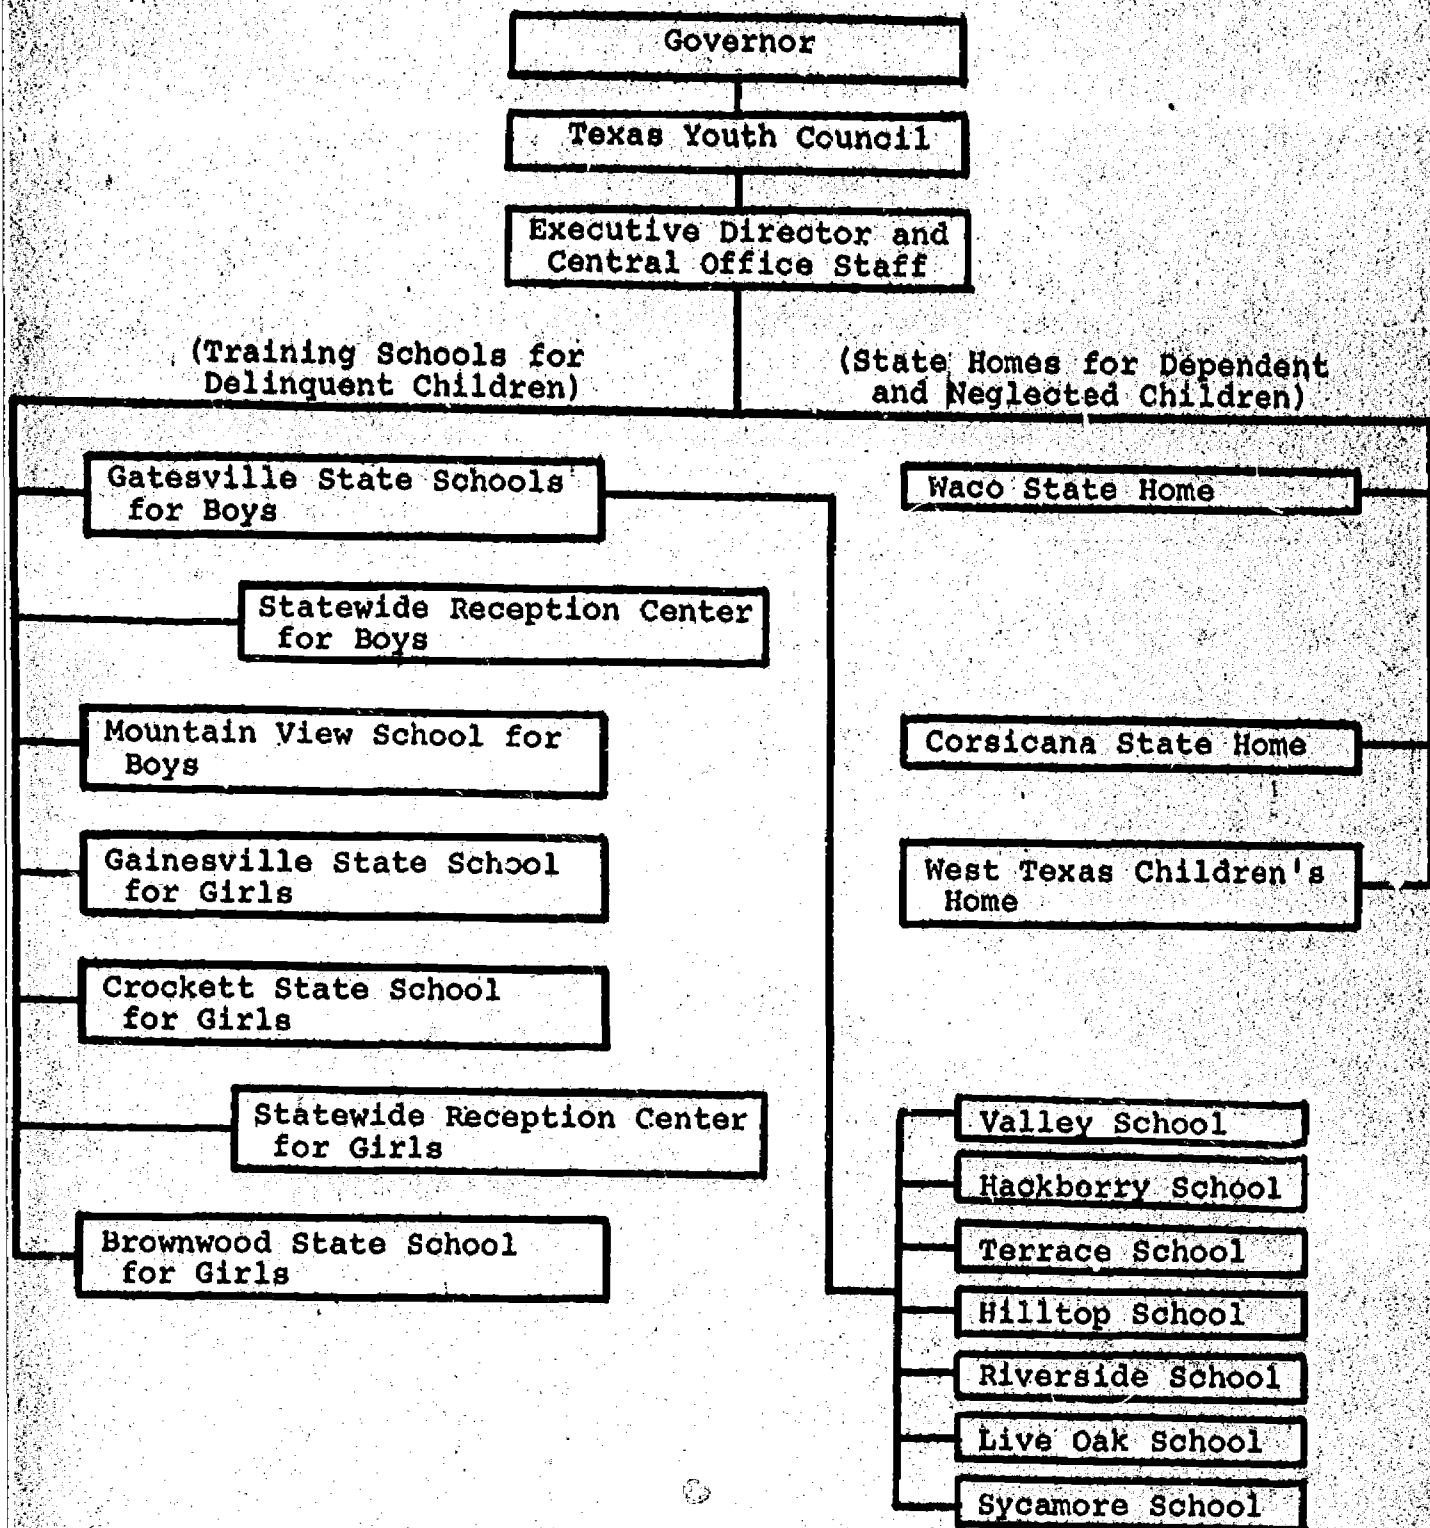 Governor
Texas Youth Council
Executive Director and
Central Office Staff
(Training Schools for
Delinquent Children)
(State Homes for Dependent
and Neglected Children)
Gatesville State Schools
for Boys
Statewide Reception Center
for Boys
Mountain View School for
Boys
Gainesville State School
for Girls
Crockett State School
for Girls
Statewide Reception Center
for Girls
Brownwood State School
for Girls
Waco State Home
Corsicana State Home
West Texas Children's
Home
Valley School
Hackberry School
Terrace School
Hilltop School
Riverside School
Live Oak School
Sycamore School